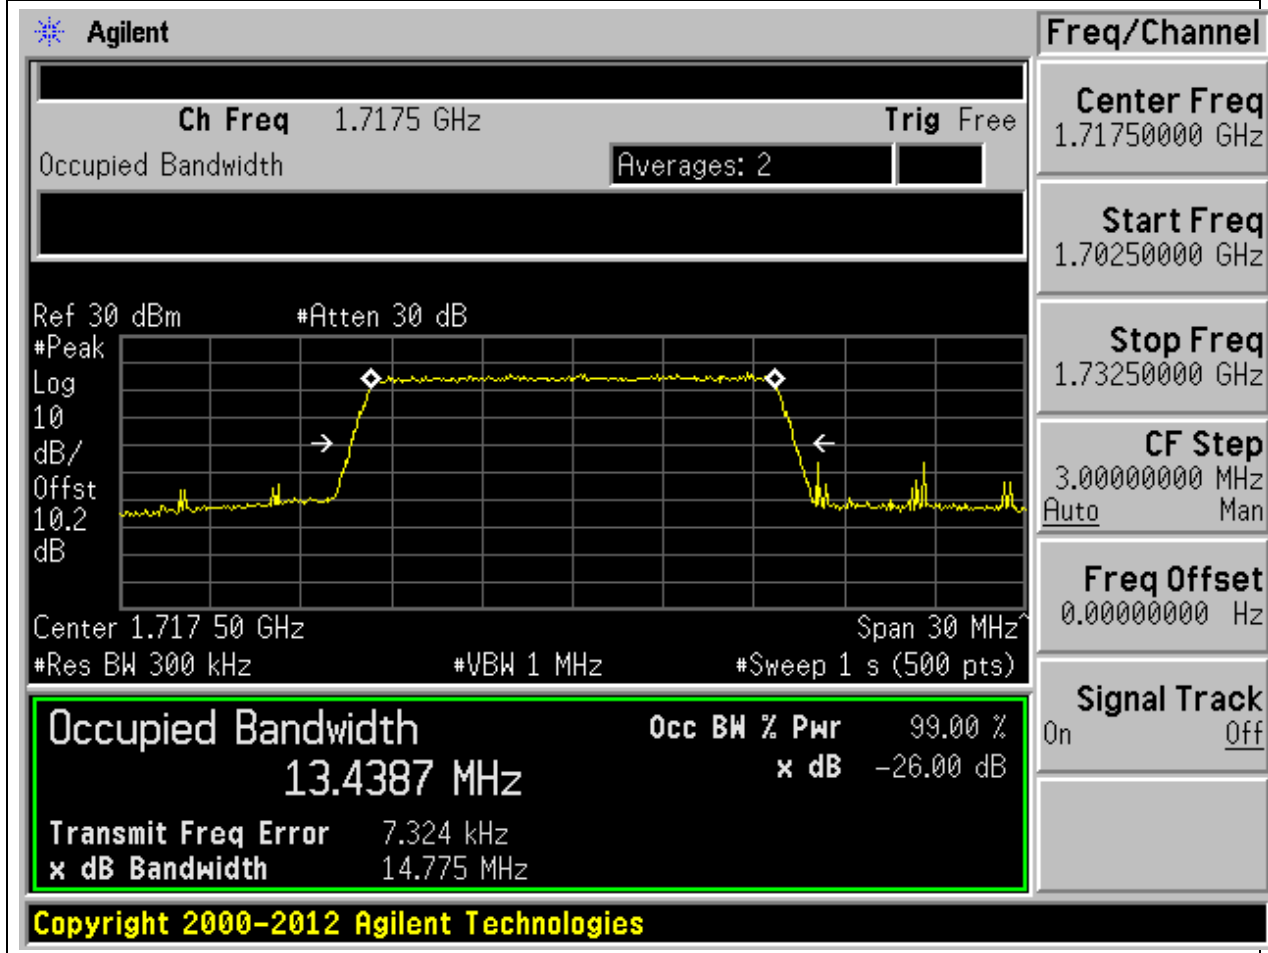 Agilent
Freq/Channel
Ch Freq 1.7175 GHz Trig Free
Occupied Bandwidth Averages: 2
Center Freq
1.71750000 GHz
Start Freq
1.70250000 GHz
Stop Freq
1.73250000 GHz
CF Step
3.00000000 MHz
Auto Man
Freq Offset
0.00000000 Hz
Signal Track
On Off
Ref 30 dBm #Atten 30 dB
#Peak
Log
10
dB/
Offst
10.2
dB
Center 1.717 50 GHz Span 30 MHz^
#Res BW 300 kHz #VBW 1 MHz #Sweep 1 s (500 pts)
Occupied Bandwidth Occ BW % Pwr 99.00 %
13.4387 MHz x dB -26.00 dB
Transmit Freq Error 7.324 kHz
x dB Bandwidth 14.775 MHz
Copyright 2000-2012 Agilent Technologies